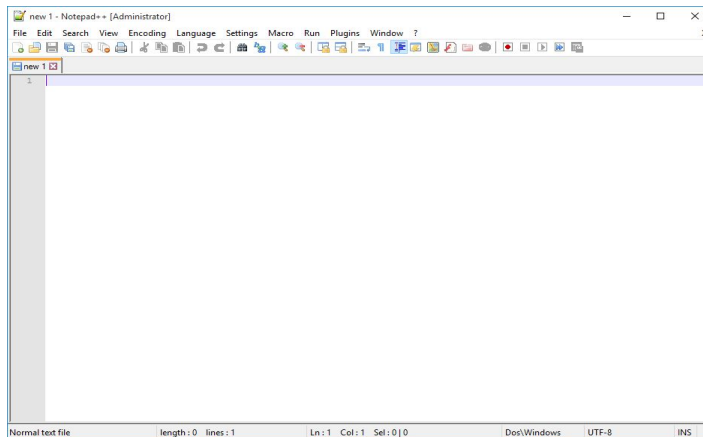 new 1 - Notepad++ [Administrator]
File Edit Search View Encoding Language Settings Macro Run Plugins Window ?
new 1
1
Normal text file length : 0 lines : 1 Ln : 1 Col : 1 Sel : 0 | 0 Dos\Windows UTF-8 INS